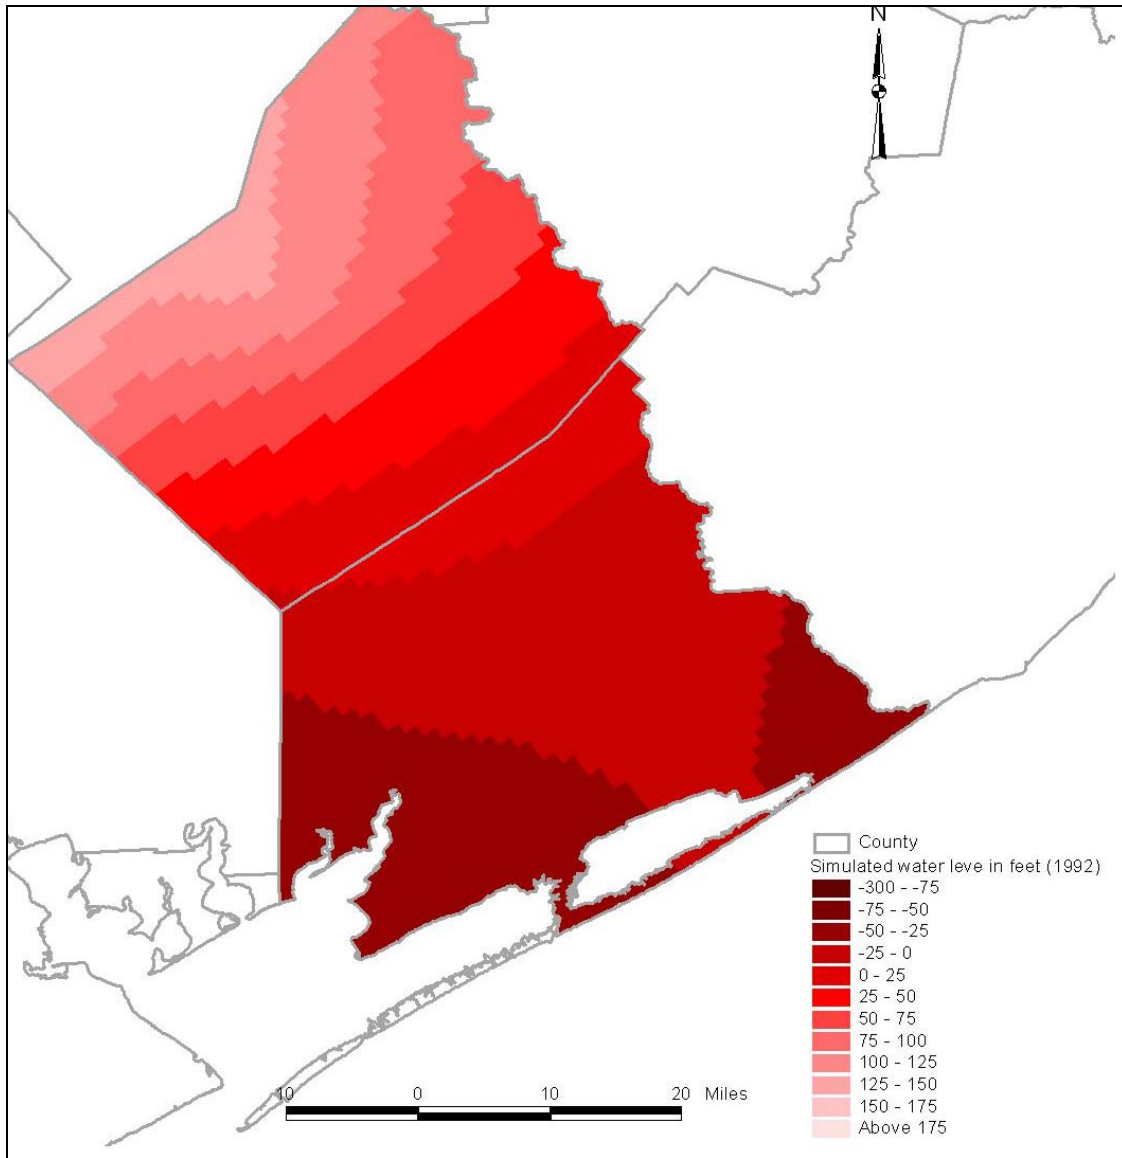 N
County
Simulated water leve in feet (1992)
-300 - -75
-75 - -50
-50 - -25
-25 - 0
0 - 25
25 - 50
50 - 75
75 - 100
100 - 125
125 - 150
150 - 175
Above 175
10 0 10 20 Miles